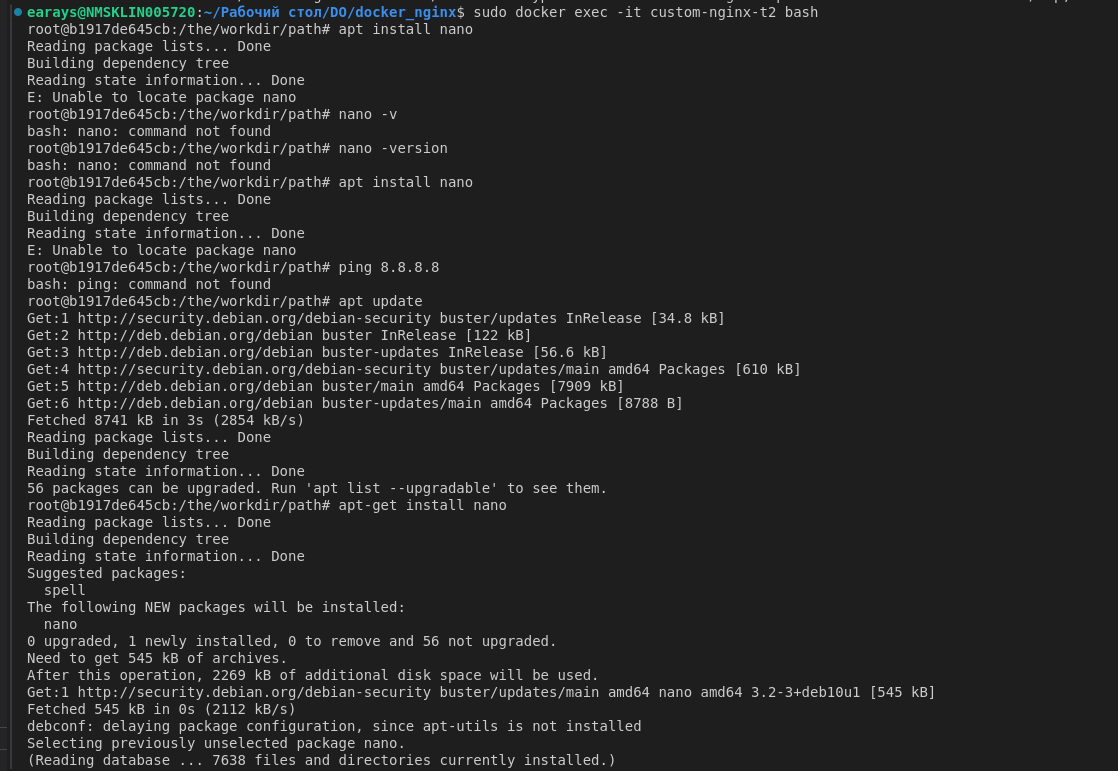 earays@NMSKLIN005720:~/Рабочий стол/DO/docker_nginx$ sudo docker exec -it custom-nginx-t2 bash
root@b1917de645cb:/the/workdir/path# apt install nano
Reading package lists... Done
Building dependency tree
Reading state information... Done
E: Unable to locate package nano
root@b1917de645cb:/the/workdir/path# nano -v
bash: nano: command not found
root@b1917de645cb:/the/workdir/path# nano -version
bash: nano: command not found
root@b1917de645cb:/the/workdir/path# apt install nano
Reading package lists... Done
Building dependency tree
Reading state information... Done
E: Unable to locate package nano
root@b1917de645cb:/the/workdir/path# ping 8.8.8.8
bash: ping: command not found
root@b1917de645cb:/the/workdir/path# apt update
Get:1 http://security.debian.org/debian-security buster/updates InRelease [34.8 kB]
Get:2 http://deb.debian.org/debian buster InRelease [122 kB]
Get:3 http://deb.debian.org/debian buster-updates InRelease [56.6 kB]
Get:4 http://security.debian.org/debian-security buster/updates/main amd64 Packages [610 kB]
Get:5 http://deb.debian.org/debian buster/main amd64 Packages [7909 kB]
Get:6 http://deb.debian.org/debian buster-updates/main amd64 Packages [8788 B]
Fetched 8741 kB in 3s (2854 kB/s)
Reading package lists... Done
Building dependency tree
Reading state information... Done
56 packages can be upgraded. Run 'apt list --upgradable' to see them.
root@b1917de645cb:/the/workdir/path# apt-get install nano
Reading package lists... Done
Building dependency tree
Reading state information... Done
Suggested packages:
  spell
The following NEW packages will be installed:
  nano
0 upgraded, 1 newly installed, 0 to remove and 56 not upgraded.
Need to get 545 kB of archives.
After this operation, 2269 kB of additional disk space will be used.
Get:1 http://security.debian.org/debian-security buster/updates/main amd64 nano amd64 3.2-3+deb10u1 [545 kB]
Fetched 545 kB in 0s (2112 kB/s)
debconf: delaying package configuration, since apt-utils is not installed
Selecting previously unselected package nano.
(Reading database ... 7638 files and directories currently installed.)